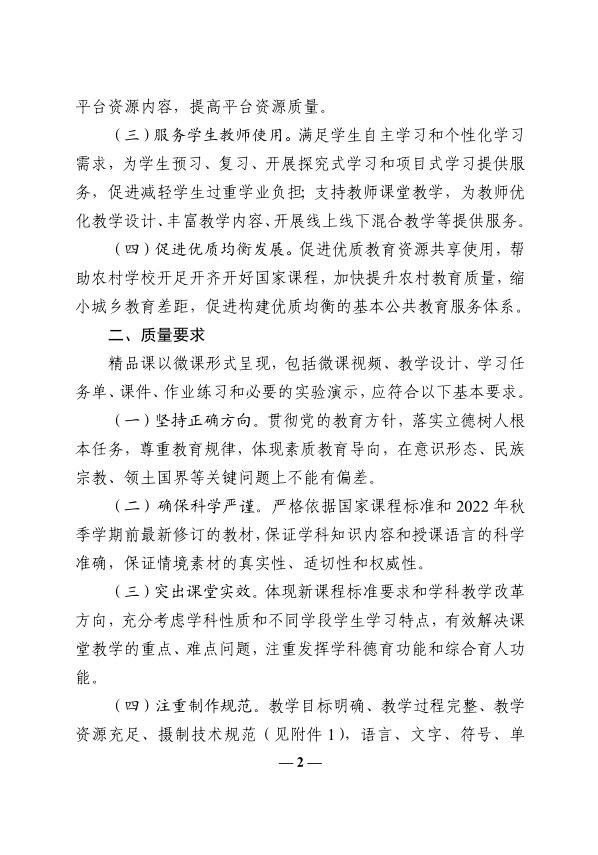 平台资源内容，提高平台资源质量。
（三）服务学生教师使用。满足学生自主学习和个性化学习
需求，为学生预习、复习、开展探究式学习和项目式学习提供服
务，促进减轻学生过重学业负担；支持教师课堂教学，为教师优
化教学设计、丰富教学内容、开展线上线下混合教学等提供服务。
（四）促进优质均衡发展。促进优质教育资源共享使用，帮
助农村学校开足开齐开好国家课程，加快提升农村教育质量，缩
小城乡教育差距，促进构建优质均衡的基本公共教育服务体系。
二、质量要求
精品课以微课形式呈现，包括微课视频、教学设计、学习任
务单、课件、作业练习和必要的实验演示，应符合以下基本要求。
（一）坚持正确方向。贯彻党的教育方针，落实立德树人根
本任务，尊重教育规律，体现素质教育导向，在意识形态、民族
宗教、领土国界等关键问题上不能有偏差。
（二）确保科学严谨。严格依据国家课程标准和 2022 年秋
季学期前最新修订的教材，保证学科知识内容和授课语言的科学
准确，保证情境素材的真实性、适切性和权威性。
（三）突出课堂实效。体现新课程标准要求和学科教学改革
方向，充分考虑学科性质和不同学段学生学习特点，有效解决课
堂教学的重点、难点问题，注重发挥学科德育功能和综合育人功
能。
（四）注重制作规范。教学目标明确、教学过程完整、教学
资源充足、摄制技术规范（见附件 1），语言、文字、符号、单
— 2 —